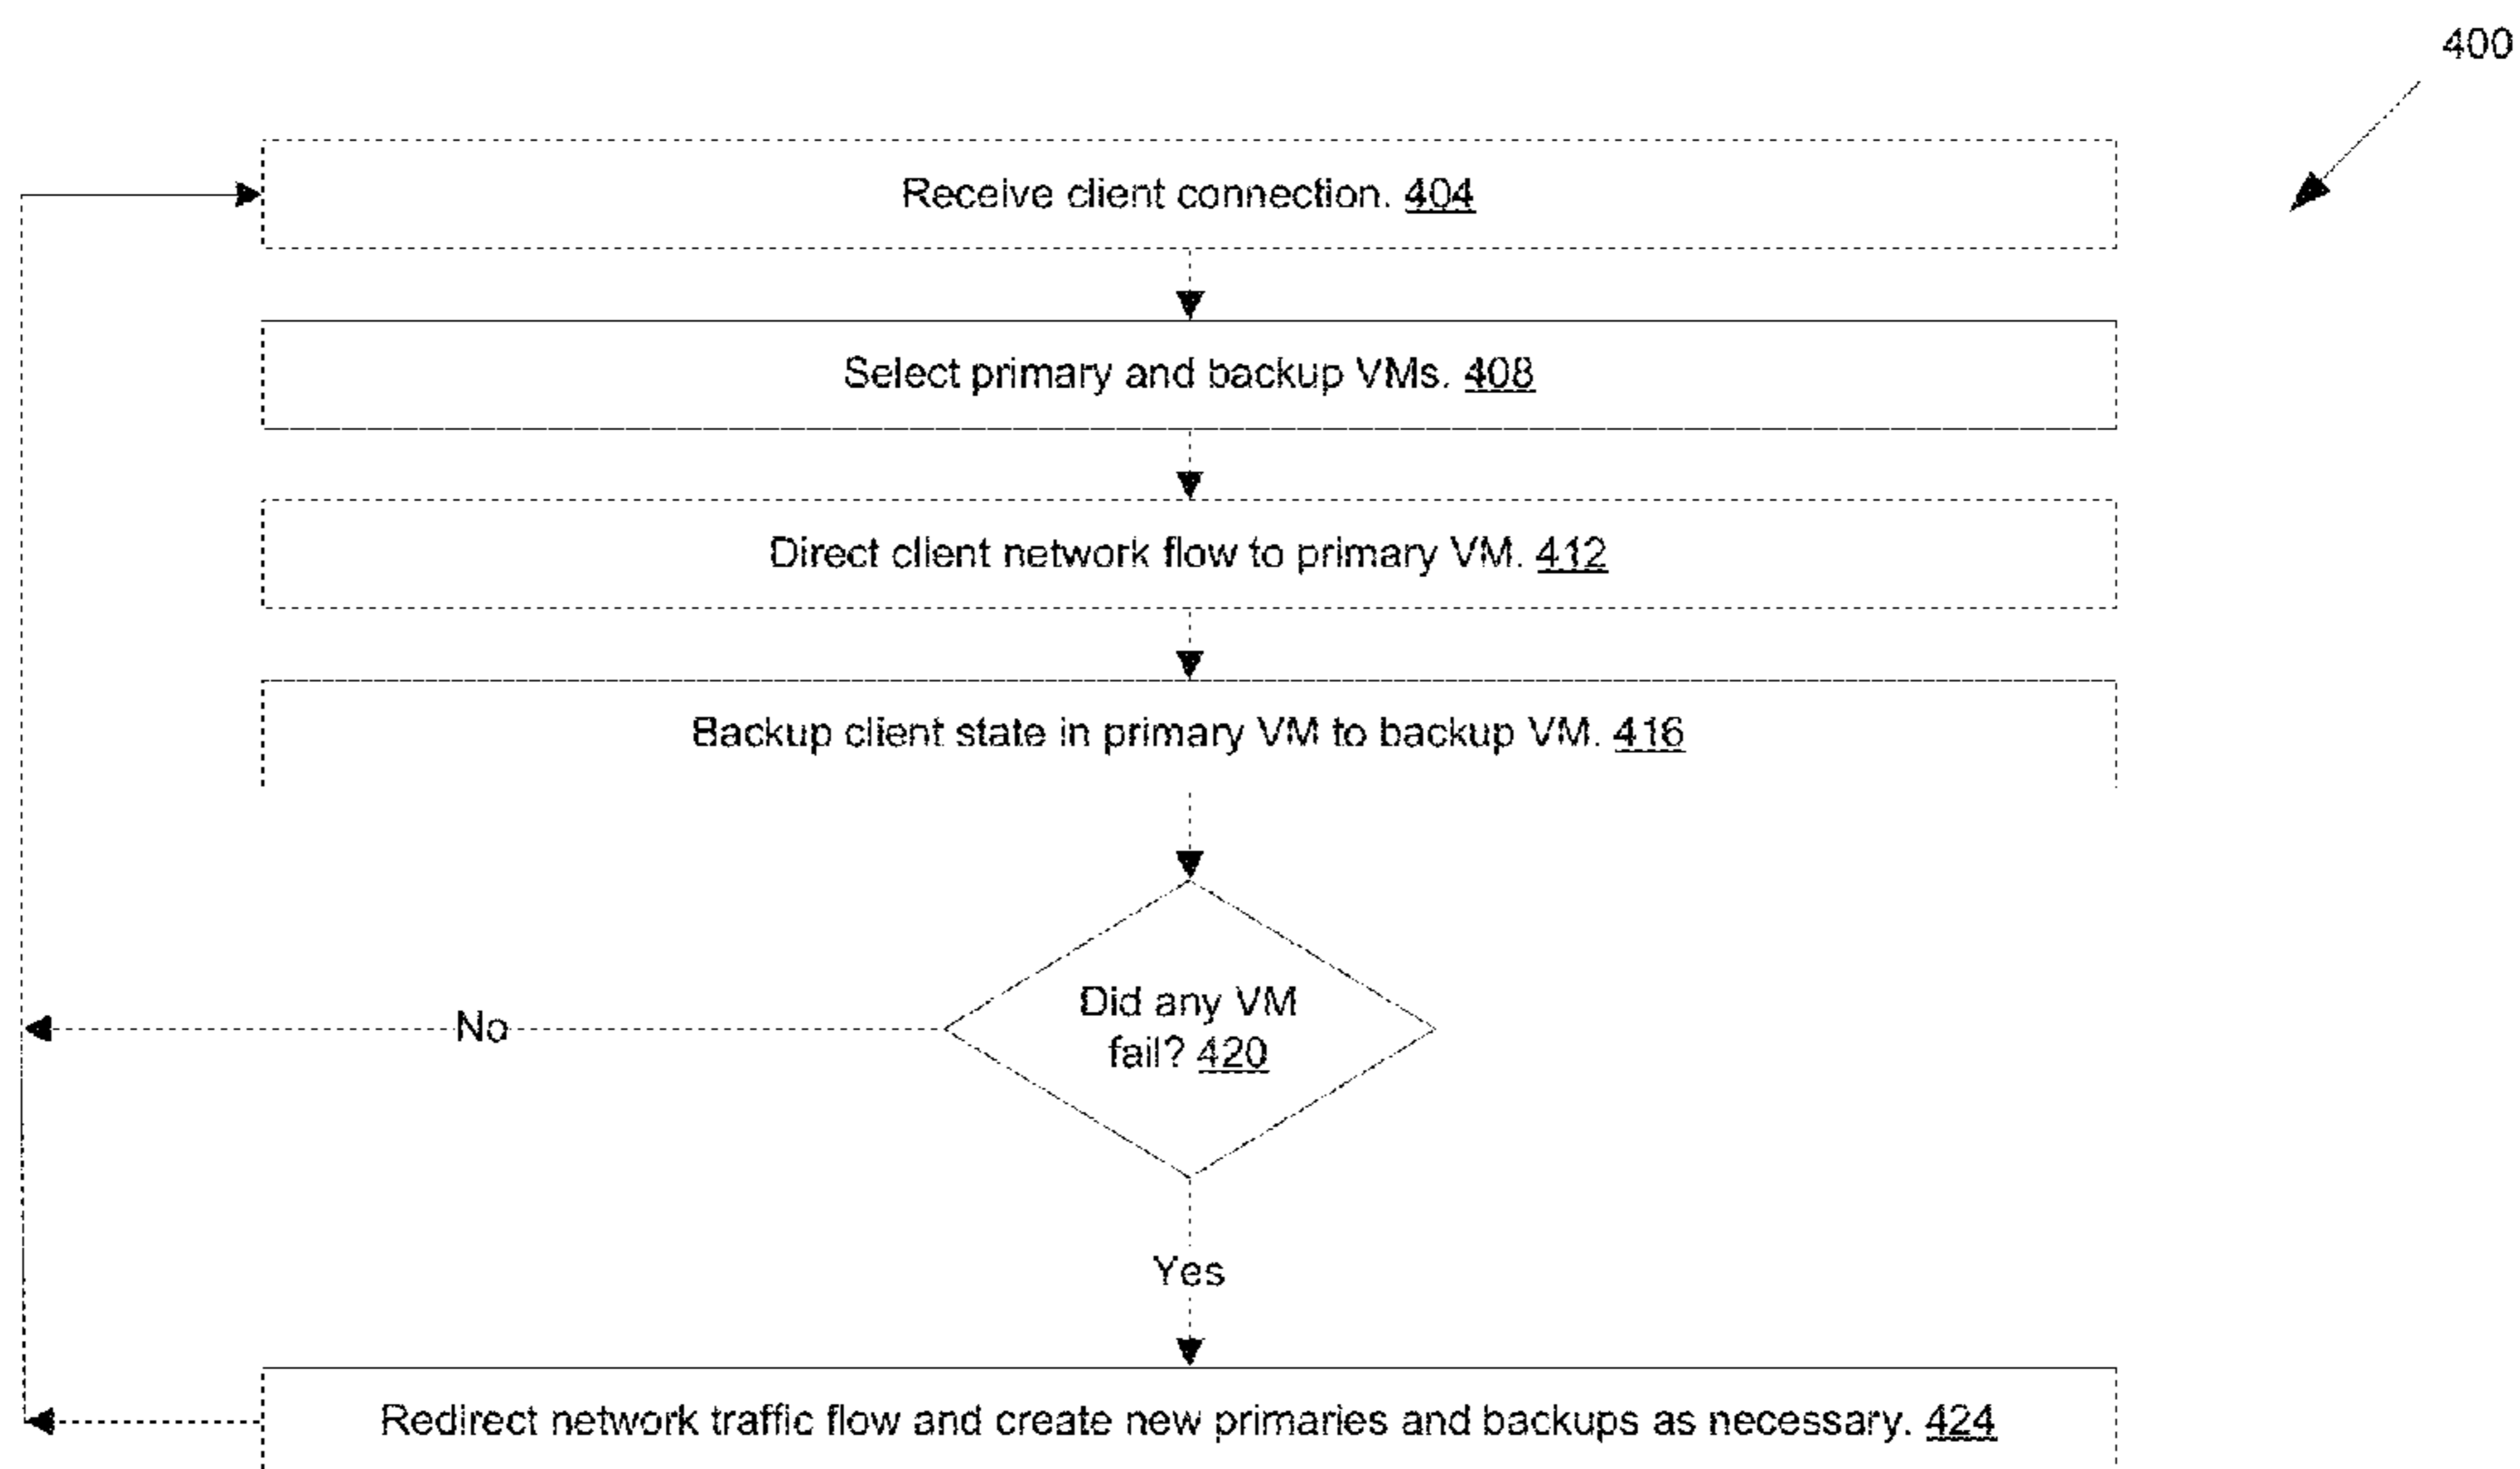 400
Receive client connection. 404
Select primary and backup VMs. 408
Direct client network flow to primary VM. 412
Backup client state in primary VM to backup VM. 416
Did any VM
fail? 420
No
Yes
Redirect network traffic flow and create new primaries and backups as necessary. 424